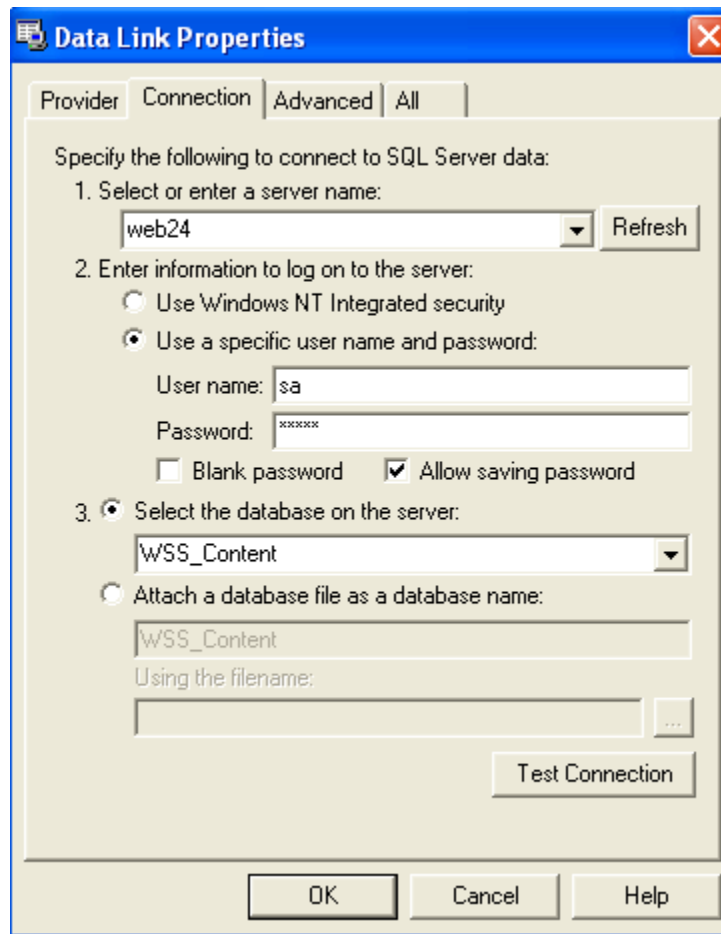 Data Link Properties
Provider Connection Advanced All
Specify the following to connect to SQL Server data:
1. Select or enter a server name:
web24 Refresh
2. Enter information to log on to the server:
Use Windows NT Integrated security
Use a specific user name and password:
User name: sa
Password: *****
Blank password Allow saving password
3. Select the database on the server:
WSS_Content
Attach a database file as a database name:
WSS_Content
Using the filename:
...
Test Connection
OK Cancel Help